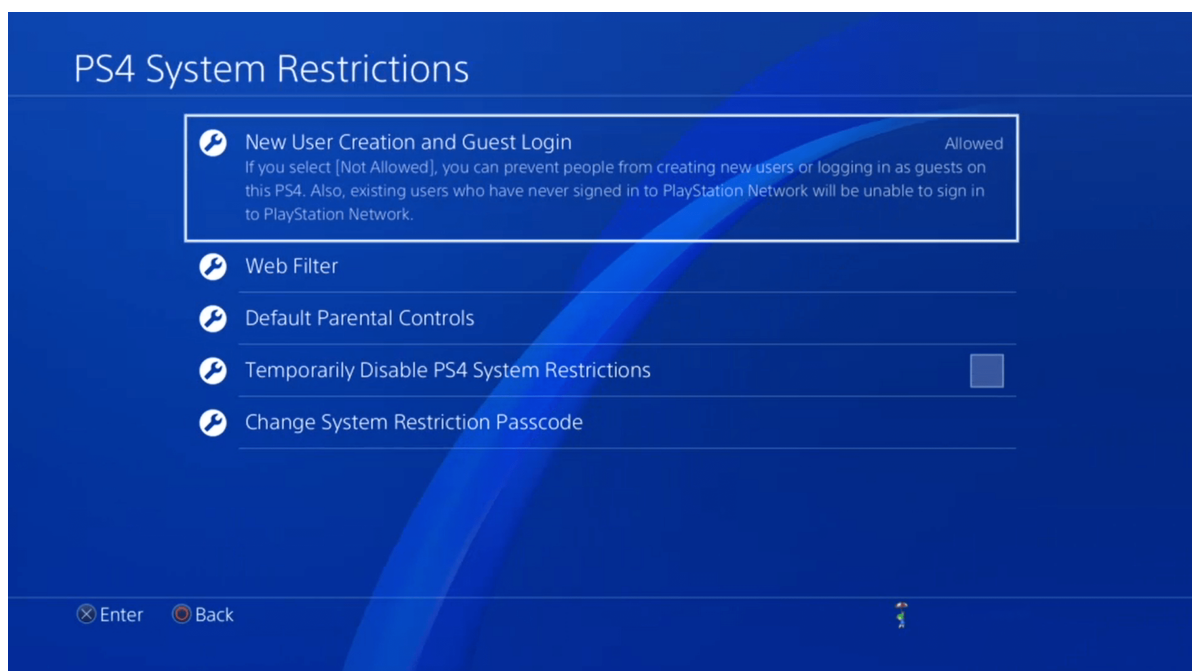 PS4 System Restrictions
New User Creation and Guest Login
Allowed
If you select [Not Allowed], you can prevent people from creating new users or logging in as guests on
this PS4. Also, existing users who have never signed in to PlayStation Network will be unable to sign in
to PlayStation Network.
Web Filter
Default Parental Controls
Temporarily Disable PS4 System Restrictions
Change System Restriction Passcode
Enter
Back